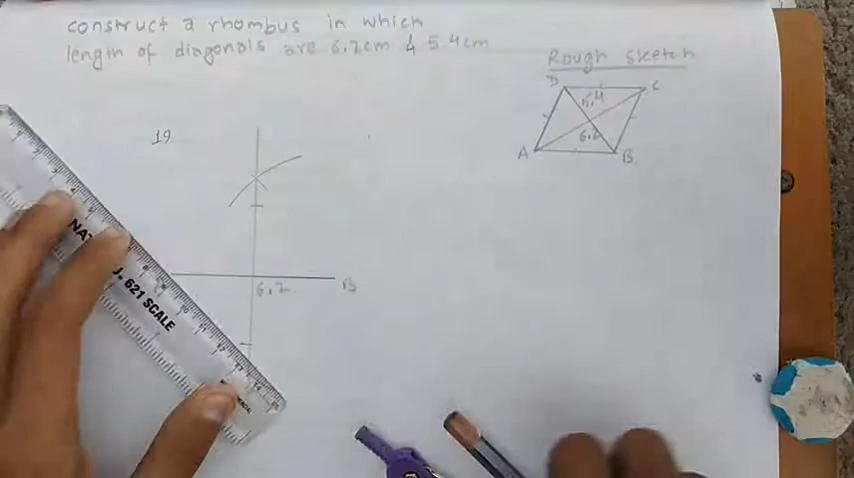 construct a rhombus in which
length of diagonals are 6.2cm & 5.4cm
Rough sketch
D
C
5.4
6.2
A
B
19
6.2
B
621 SCALE